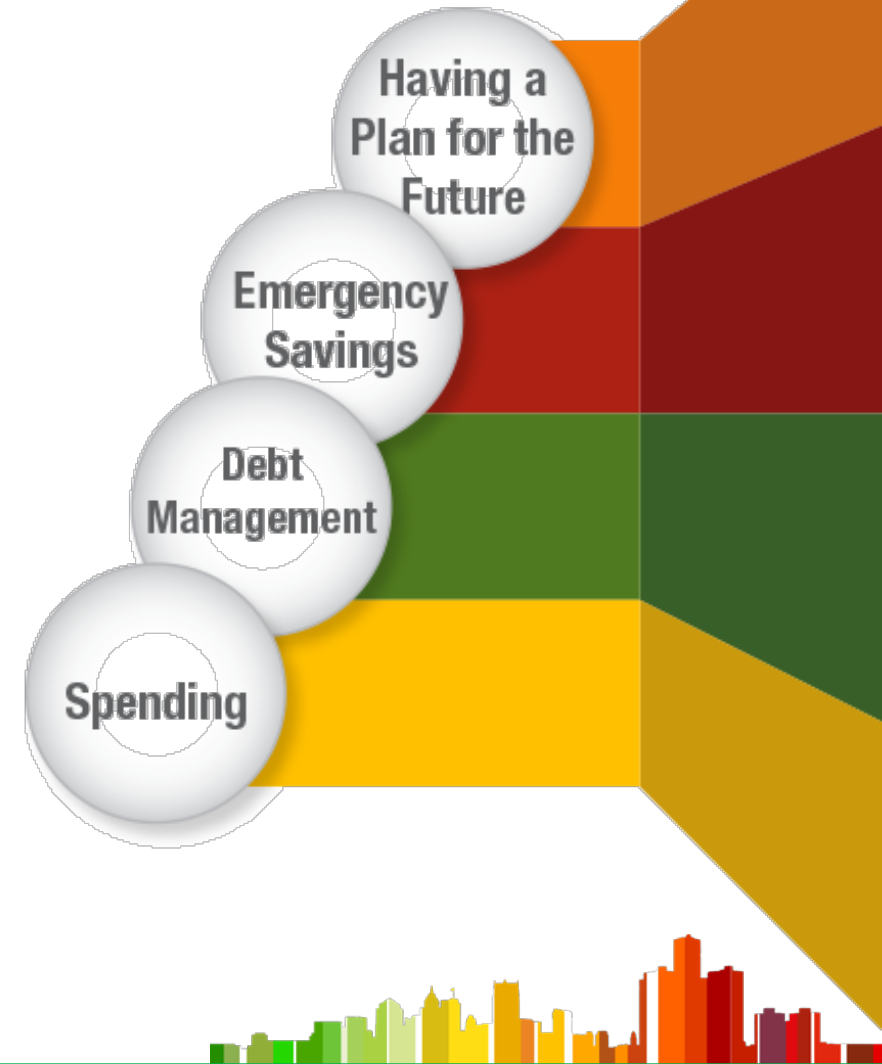 Having a
Plan for the
Future
Emergency
Savings
Debt
Management
Spending